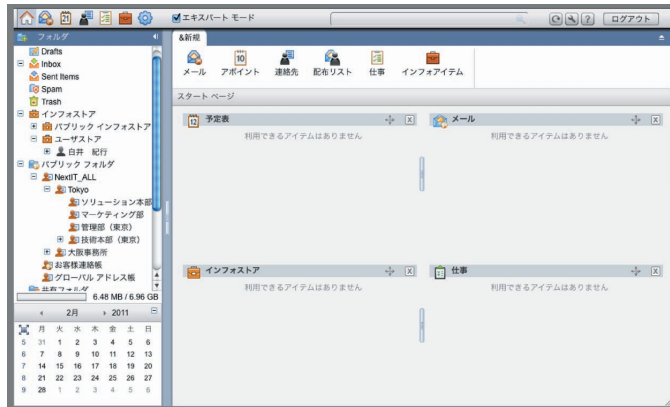 エキスパート モード
ログアウト
フォルダ
Drafts
Inbox
Sent Items
Spam
Trash
インフォストア
パブリック インフォストア
ユーザストア
白井 紀行
パブリック フォルダ
NextIT_ALL
Tokyo
ソリューション本部
マーケティング部
管理部（東京）
技術本部（東京）
大阪事務所
お客様連絡帳
グローバル アドレス帳
共有フォルダ
6.48 MB / 6.96 GB
2月 2011
月 火 水 木 金 土 日
5 31 1 2 3 4 5 6
6 7 8 9 10 11 12 13
7 14 15 16 17 18 19 20
8 21 22 23 24 25 26 27
9 28 1 2 3 4 5 6
&新規
メール アポイント 連絡先 配布リスト 仕事 インフォアイテム
スタート ページ
予定表
利用できるアイテムはありません
メール
利用できるアイテムはありません
インフォストア
利用できるアイテムはありません
仕事
利用できるアイテムはありません